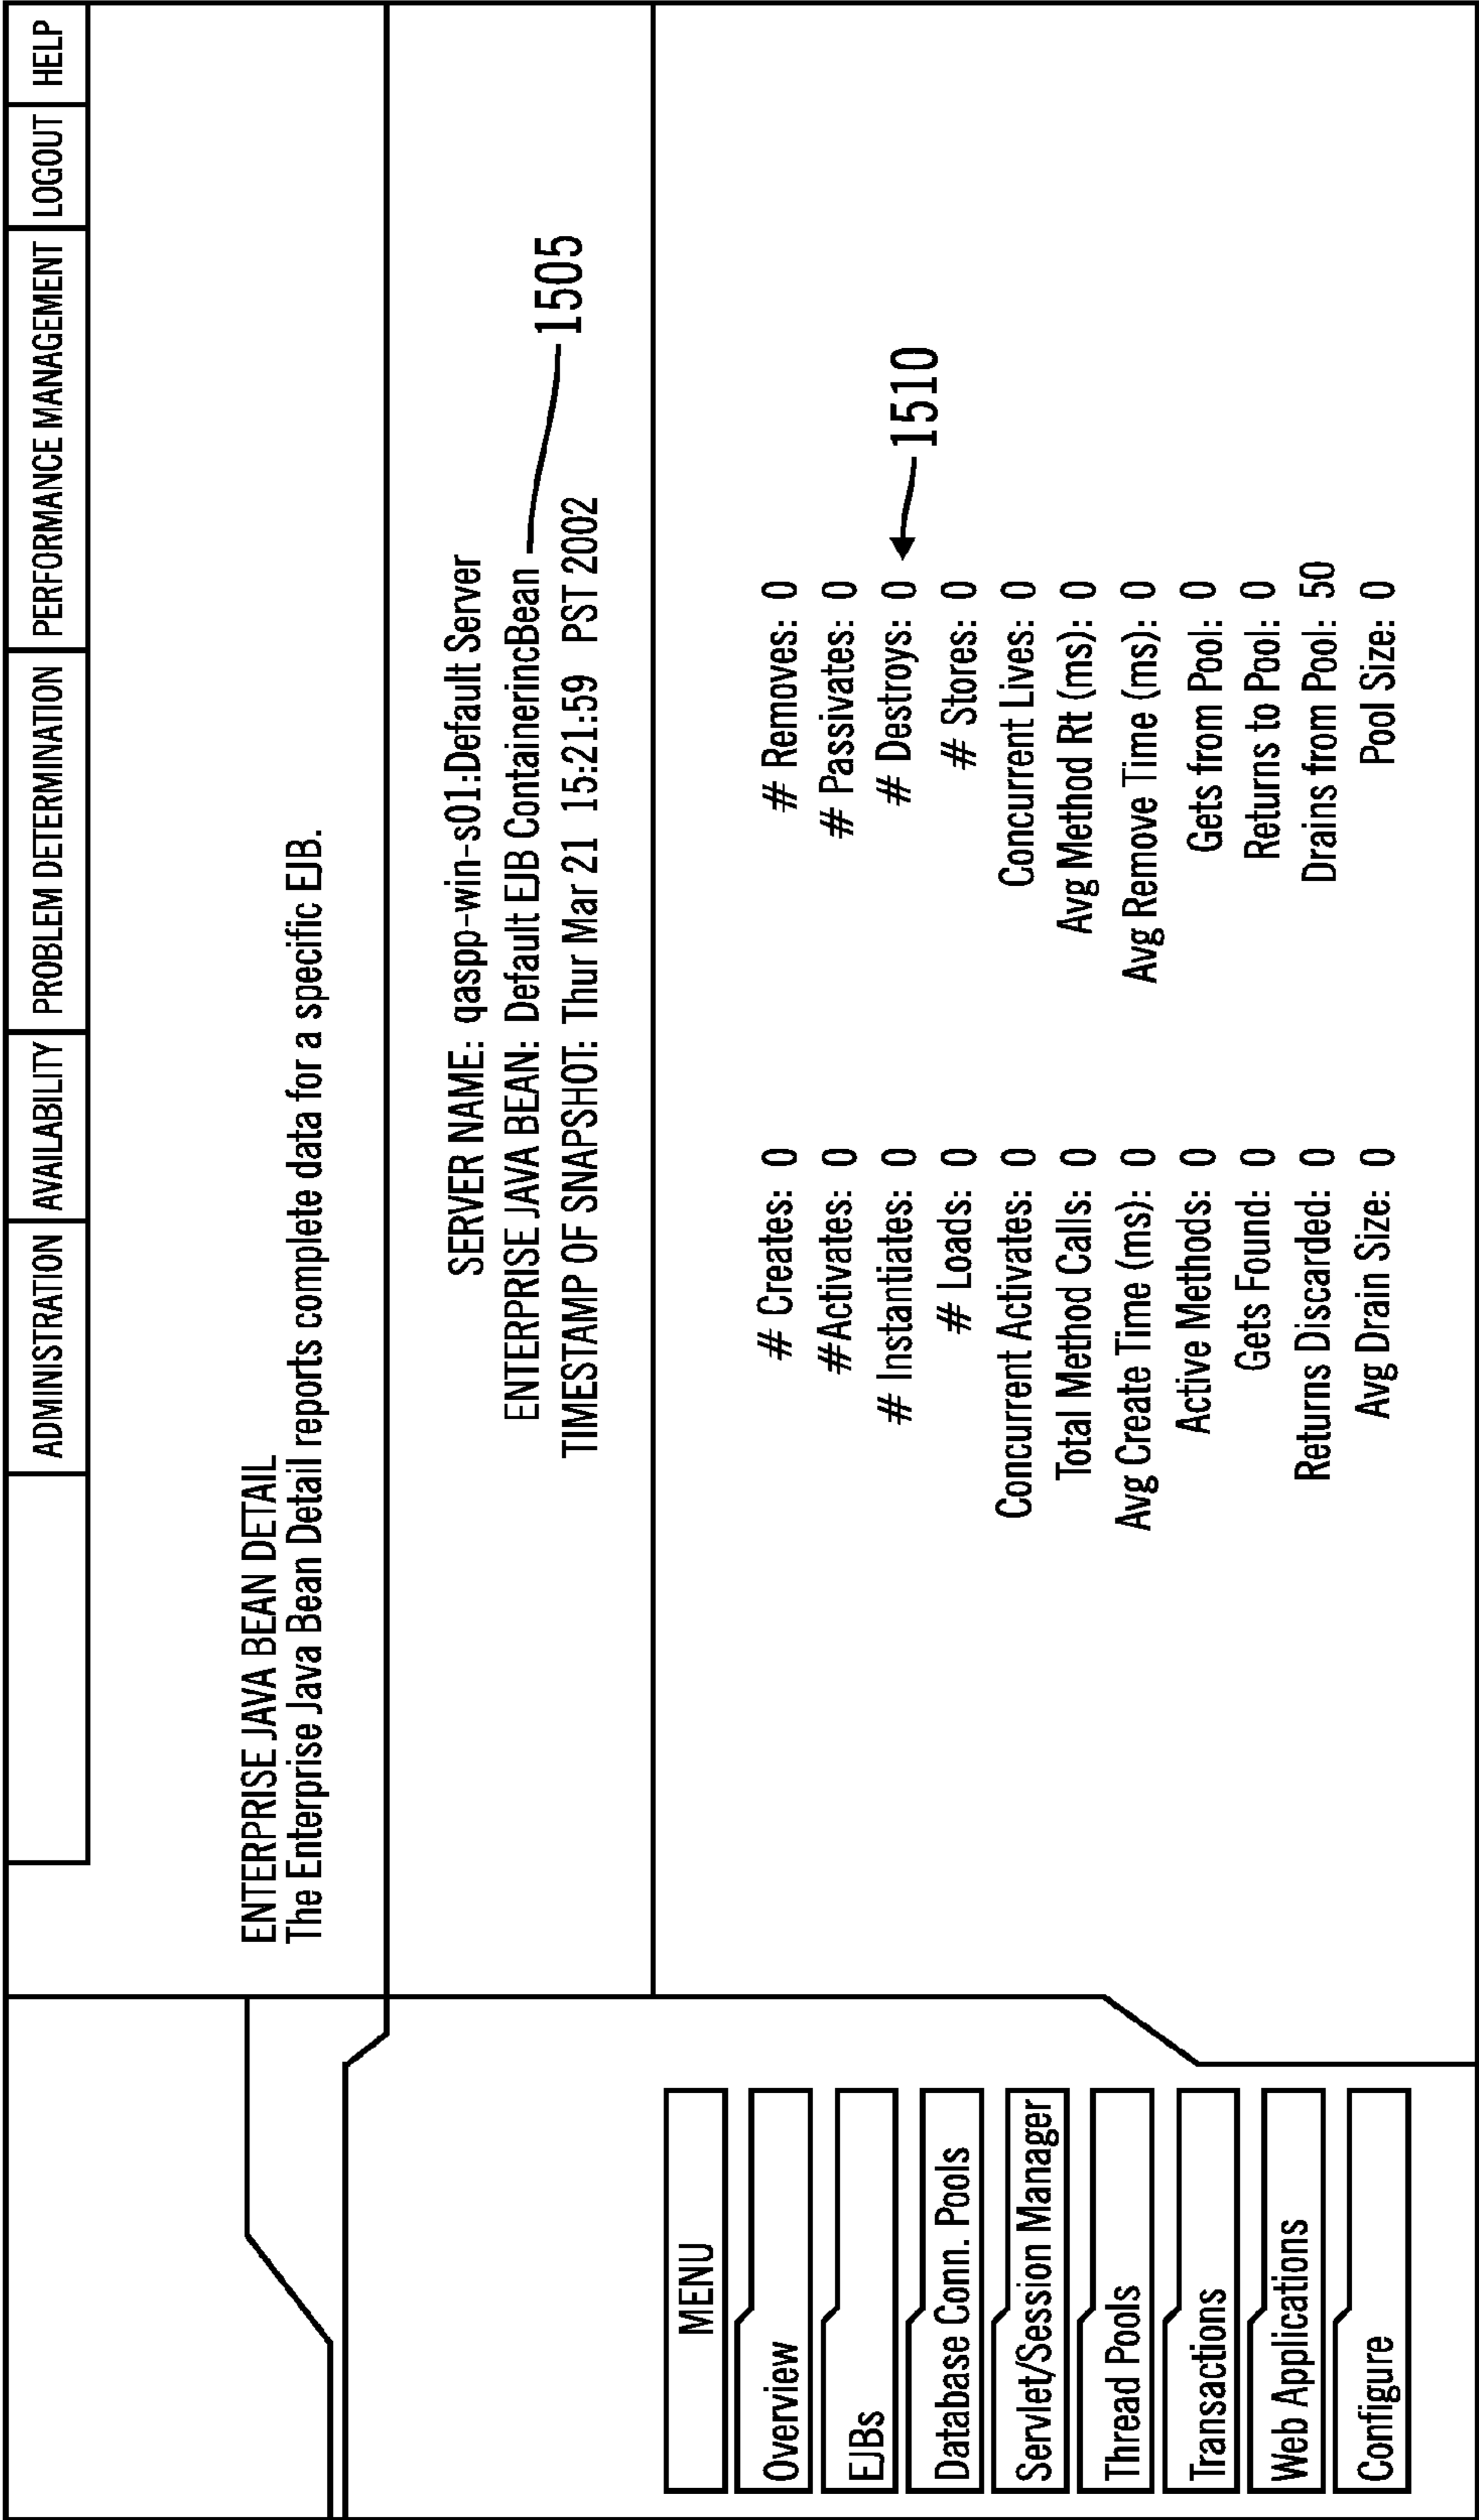 ADMINISTRATION AVAILABILITY PROBLEM DETERMINATION PERFORMANCE MANAGEMENT LOGOUT HELP
ENTERPRISE JAVA BEAN DETAIL
The Enterprise Java Bean Detail reports complete data for a specific EJB.
SERVER NAME: qaspp-win-s01:Default Server
ENTERPRISE JAVA BEAN: Default EJB ContainerincBean
1505
TIMESTAMP OF SNAPSHOT: Thur Mar 21 15:21:59 PST 2002
MENU
Overview
EJBs
Database Conn. Pools
Servlet/Session Manager
Thread Pools
Transactions
Web Applications
Configure
# Creates: 0 # Removes: 0
#Activates: 0 # Passivates: 0
# Instantiates: 0 # Destroys: 0
1510
# Loads: 0 # Stores: 0
Concurrent Activates: 0 Concurrent Lives: 0
Total Method Calls: 0 Avg Method Rt (ms): 0
Avg Create Time (ms): 0 Avg Remove Time (ms): 0
Active Methods: 0 Gets from Pool: 0
Gets Found: 0 Returns to Pool: 0
Returns Discarded: 0 Drains from Pool: 50
Avg Drain Size: 0 Pool Size: 0